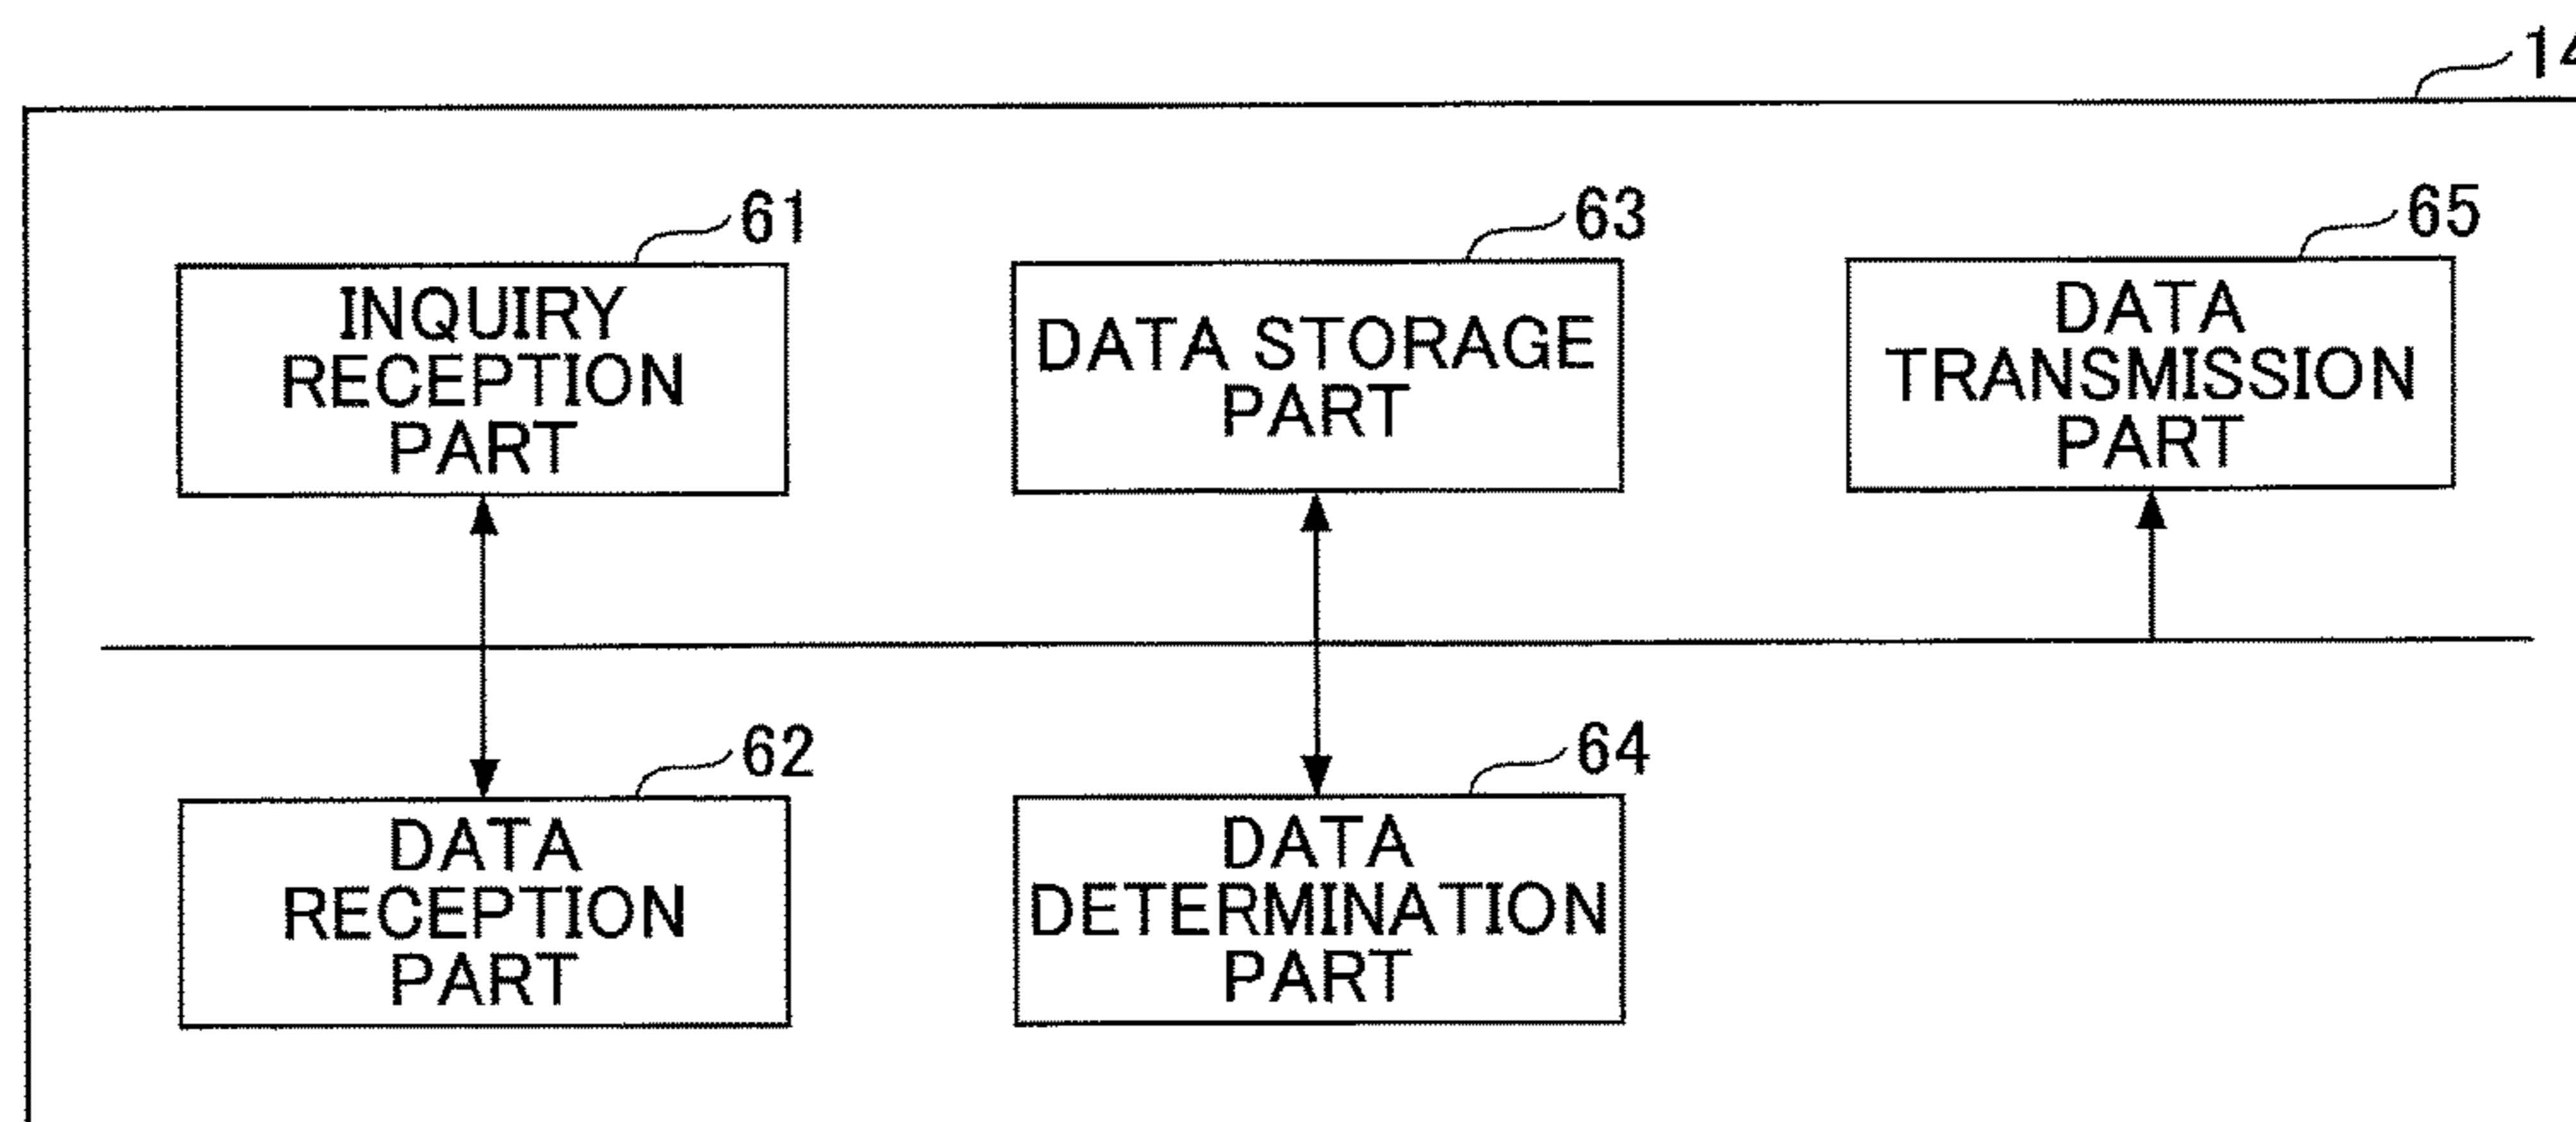 14
61
INQUIRY
RECEPTION
PART
63
DATA STORAGE
PART
65
DATA
TRANSMISSION
PART
62
DATA
RECEPTION
PART
64
DATA
DETERMINATION
PART